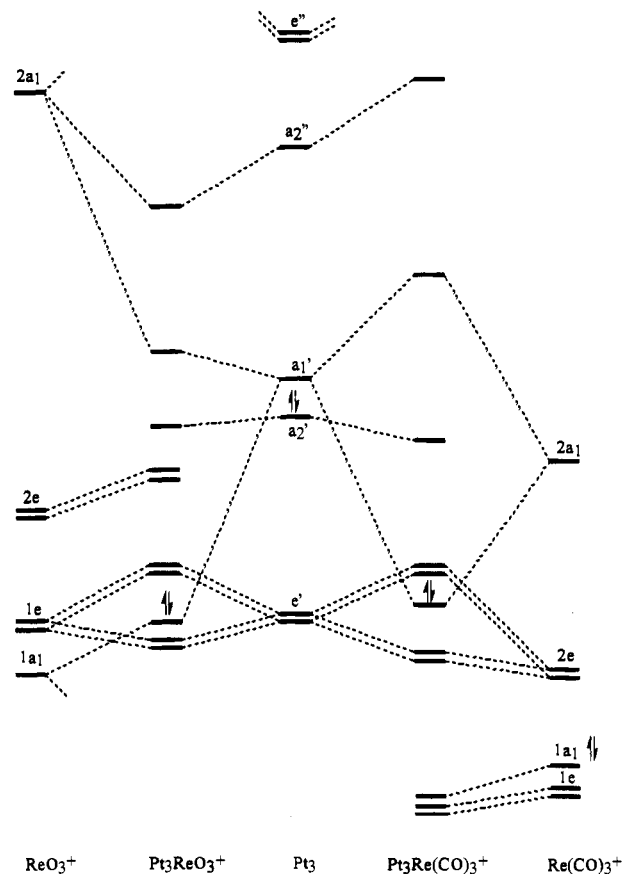 e"
2a₁
a₂"
a₁'
a₂'
2a₁
2e
e'
1e
2e
1a₁
1a₁
1e
ReO₃⁺ Pt₃ReO₃⁺ Pt₃ Pt₃Re(CO)₃⁺ Re(CO)₃⁺